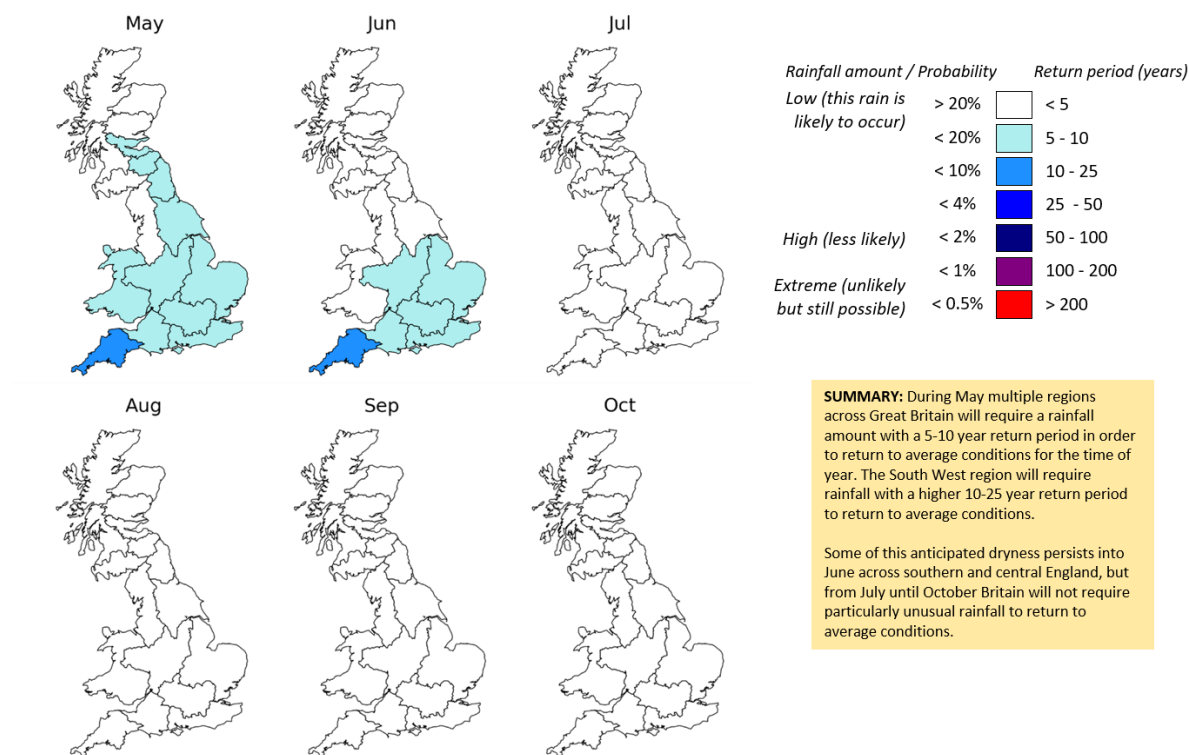 May
Jun
Jul
Rainfall amount / Probability
Return period (years)
Low (this rain is
likely to occur)
> 20%
< 5
< 20%
5 - 10
< 10%
10 - 25
< 4%
25  - 50
High (less likely)
< 2%
50 - 100
< 1%
100 - 200
Extreme (unlikely
but still possible)
< 0.5%
> 200
Aug
Sep
Oct
SUMMARY: During May multiple regions
across Great Britain will require a rainfall
amount with a 5-10 year return period in order
to return to average conditions for the time of
year. The South West region will require
rainfall with a higher 10-25 year return period
to return to average conditions.
Some of this anticipated dryness persists into
June across southern and central England, but
from July until October Britain will not require
particularly unusual rainfall to return to
average conditions.